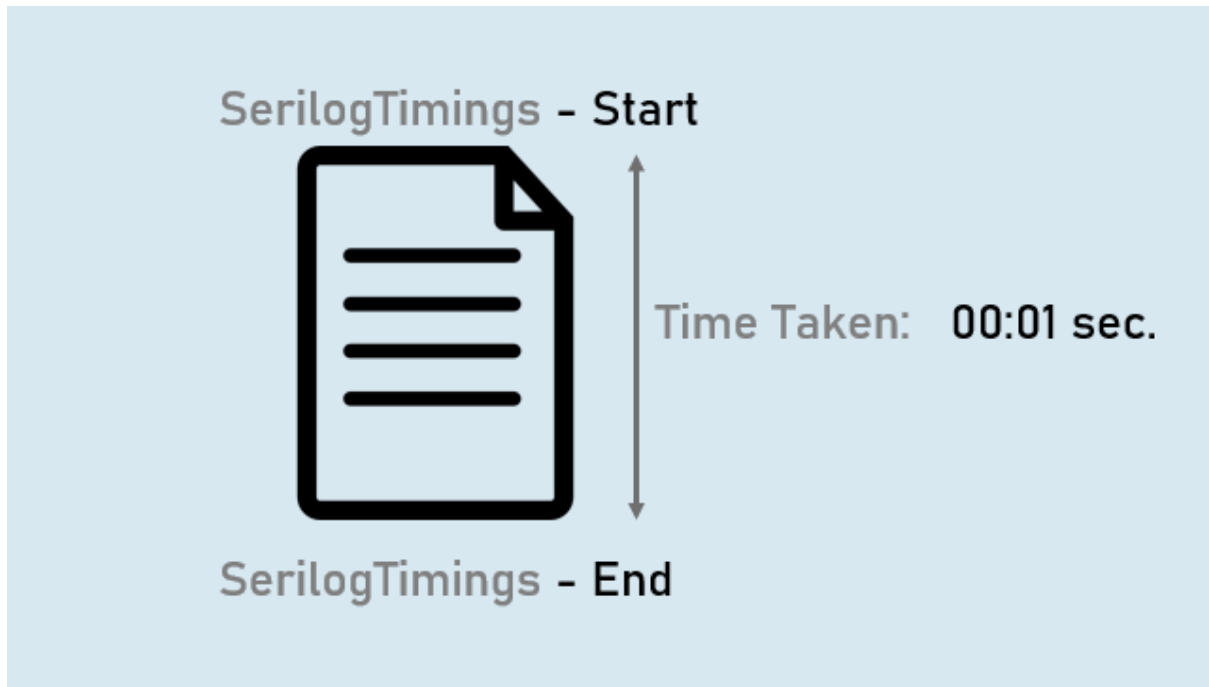 SerilogTimings - Start
Time Taken: 00:01 sec.
SerilogTimings - End